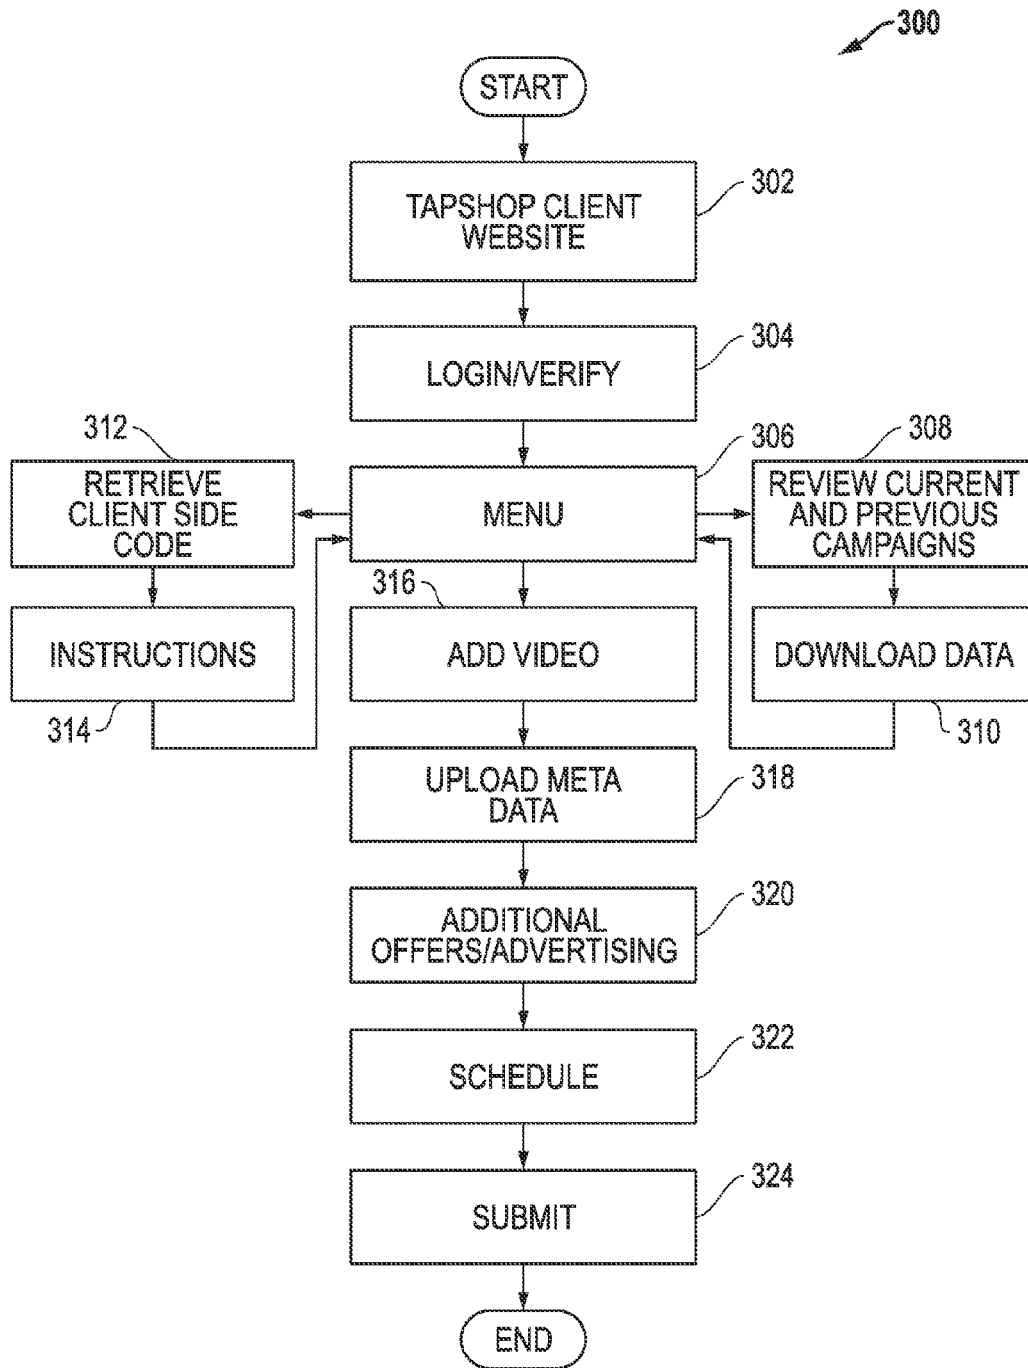 300
START
TAPSHOP CLIENT
WEBSITE
302
LOGIN/VERIFY
304
312
RETRIEVE
CLIENT SIDE
CODE
MENU
306
308
REVIEW CURRENT
AND PREVIOUS
CAMPAIGNS
INSTRUCTIONS
314
316
ADD VIDEO
DOWNLOAD DATA
310
UPLOAD META
DATA
318
ADDITIONAL
OFFERS/ADVERTISING
320
SCHEDULE
322
SUBMIT
324
END